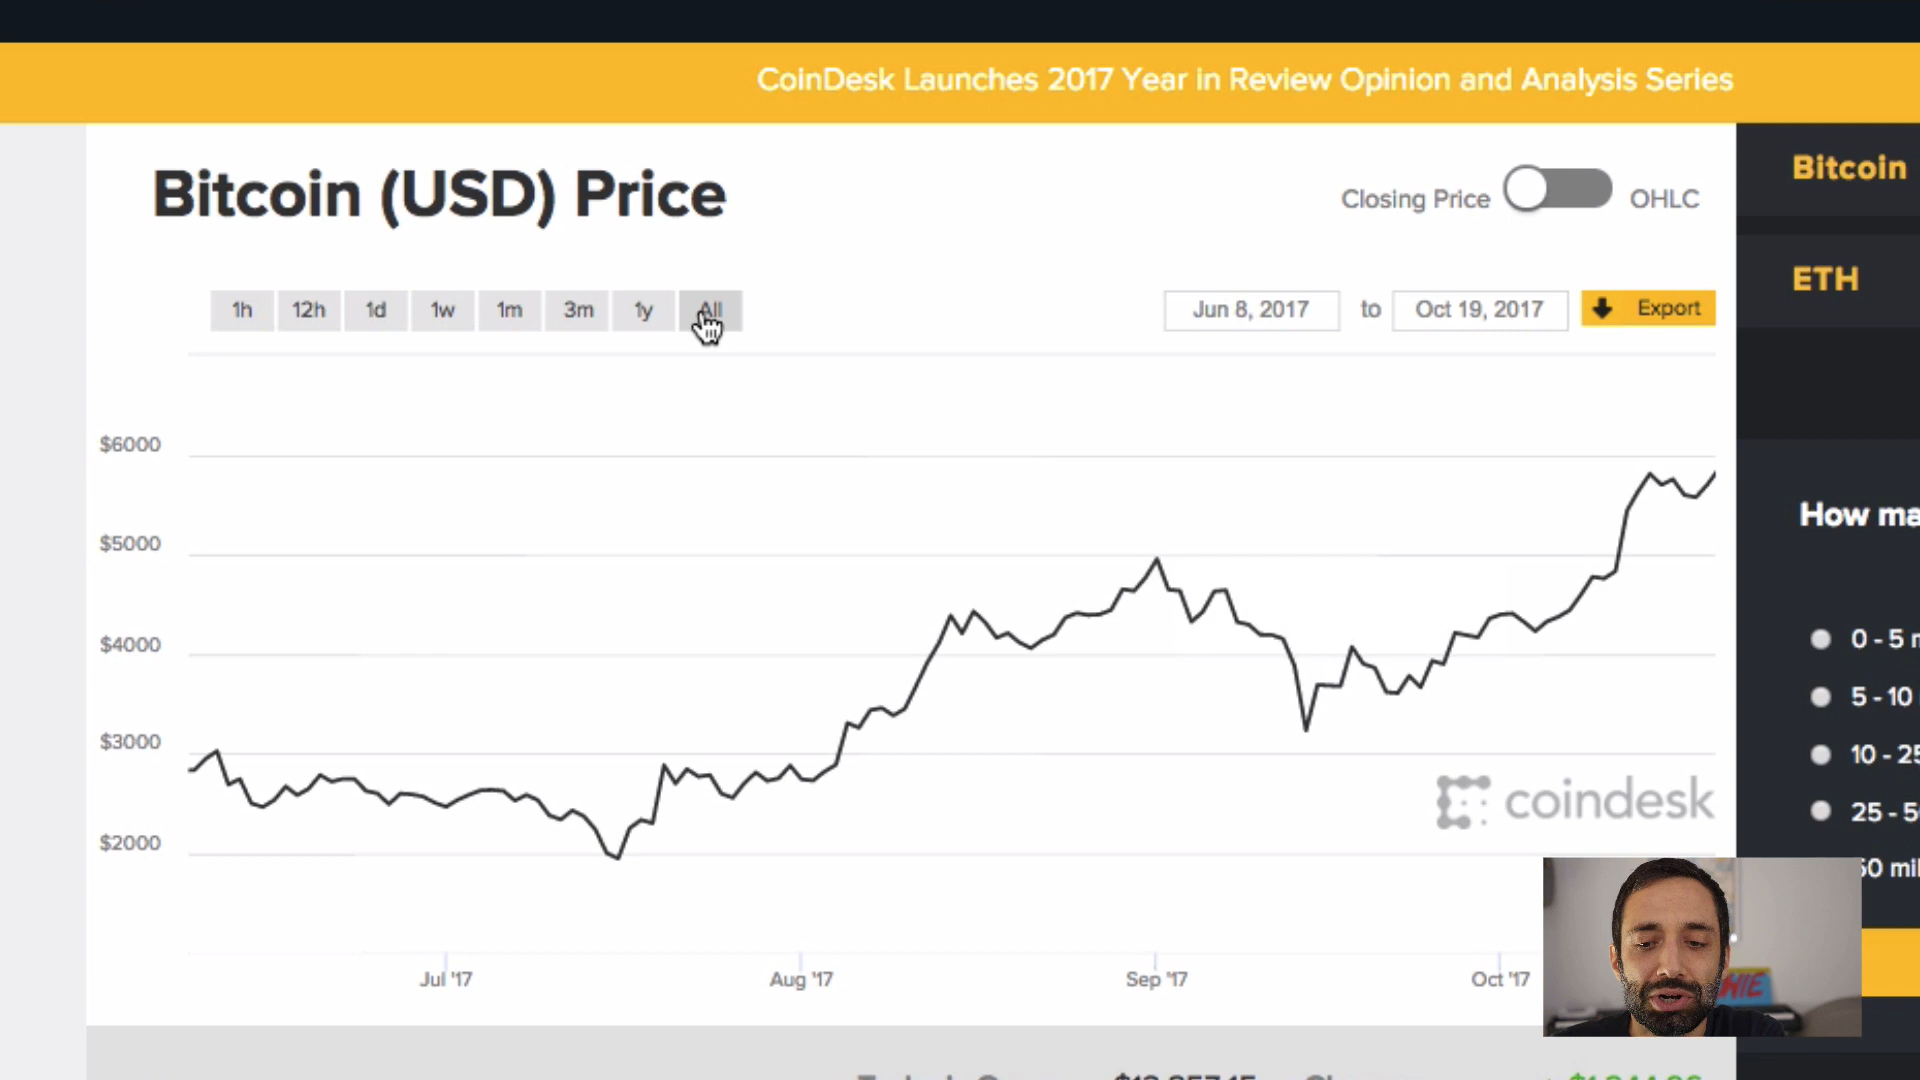 CoinDesk Launches 2017 Year in Review Opinion and Analysis Series
Bitcoin (USD) Price
Closing Price OHLC
Bitcoin
ETH
1h 12h 1d 1w 1m 3m 1y All
Jun 8, 2017 to Oct 19, 2017 Export
$6000
$5000
$4000
$3000
$2000
How ma
0 - 5 m
5 - 10
10 - 25
25 - 50
50 mil
coindesk
Jul '17 Aug '17 Sep '17 Oct '17